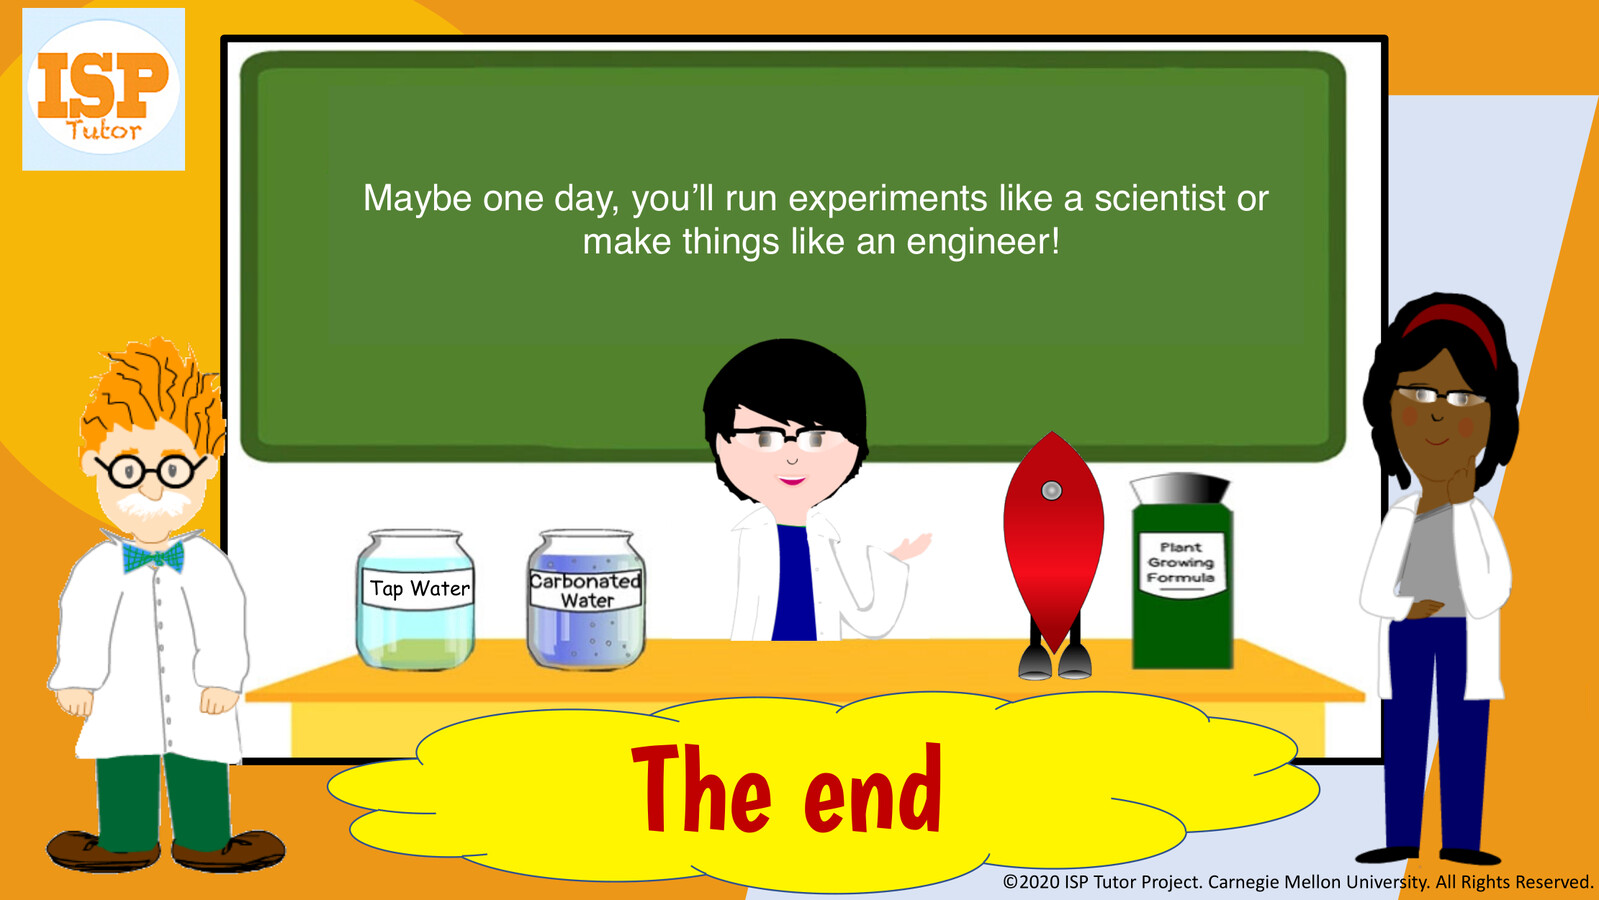 ISP
Tutor
Maybe one day, you’ll run experiments like a scientist or
make things like an engineer!
Tap Water
Carbonated
Water
Plant
Growing
Formula
The end
©2020 ISP Tutor Project. Carnegie Mellon University. All Rights Reserved.